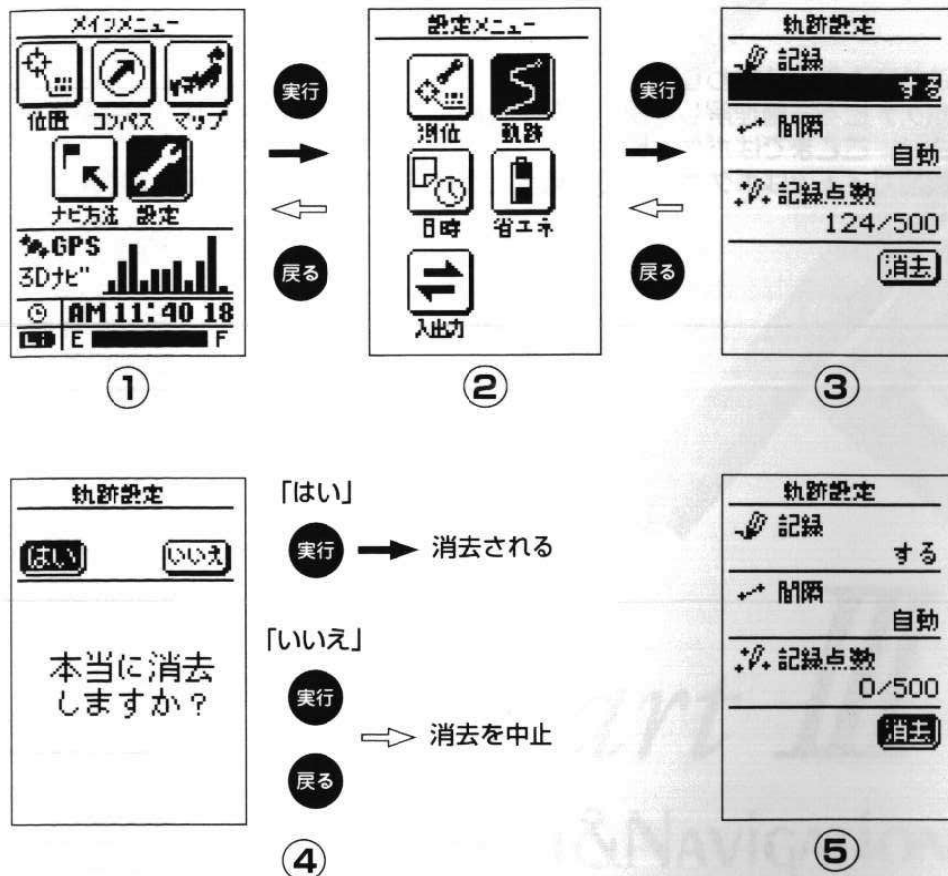 メインメニュー
位置 コンパス マップ
ナビ方法 設定
GPS
3Dナビ
AM 11:40 18
E F
①
実行
戻る
設定メニュー
測位 軌跡
日時 省エネ
入出力
②
実行
戻る
軌跡設定
記録
する
間隔
自動
記録点数
124/500
消去
③
軌跡設定
はい いいえ
本当に消去
しますか?
「はい」
実行 消去される
「いいえ」
実行
戻る
消去を中止
④
軌跡設定
記録
する
間隔
自動
記録点数
0/500
消去
⑤